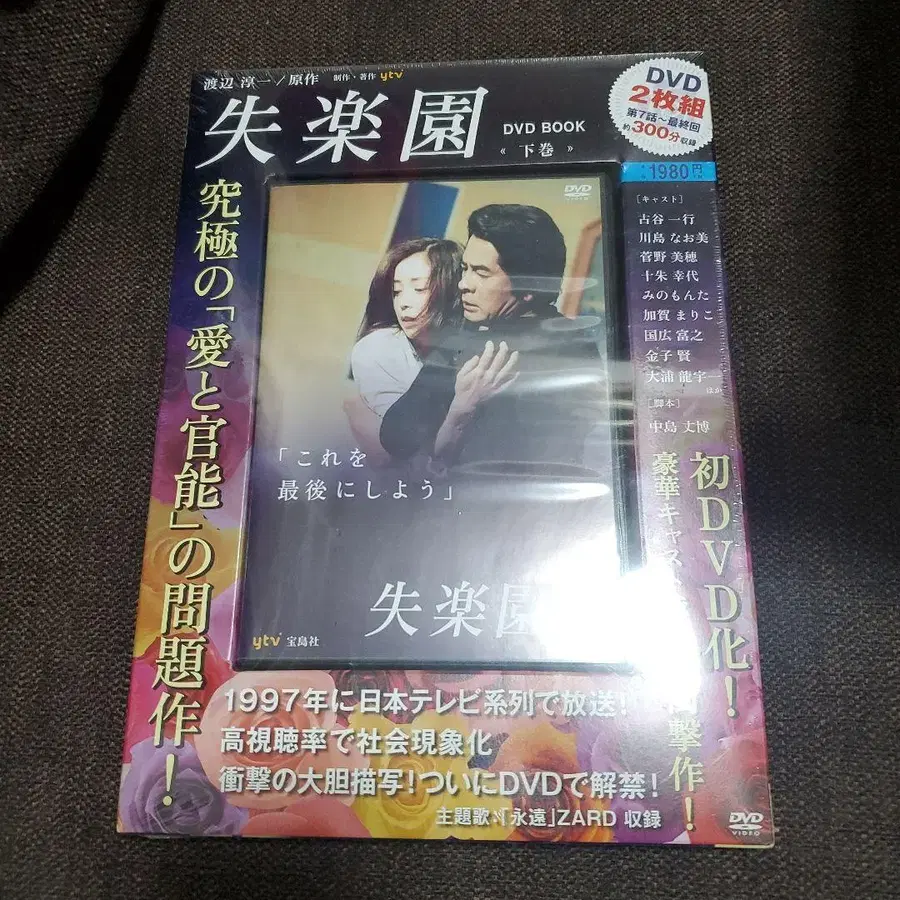 渡辺 淳一／原作 制作・著作 ytv
失楽園
DVD BOOK
《 下巻 》
DVD
2枚組
第7話〜最終回
約300分収録
1980円
究極の「愛と官能」の問題作！
DVD
VIDEO
「これを
最後にしよう」
失楽園
ytv 宝島社
［キャスト］
古谷 一行
川島 なお美
菅野 美穂
十朱 幸代
みのもんた
加賀 まりこ
国広 富之
金子 賢
大浦 龍宇一
ほか
［脚本］
中島 丈博
初DVD化！
豪華キャス
撃作！
1997年に日本テレビ系列で放送！
高視聴率で社会現象化
衝撃の大胆描写！ついにDVDで解禁！
主題歌：「永遠」ZARD 収録
DVD
VIDEO